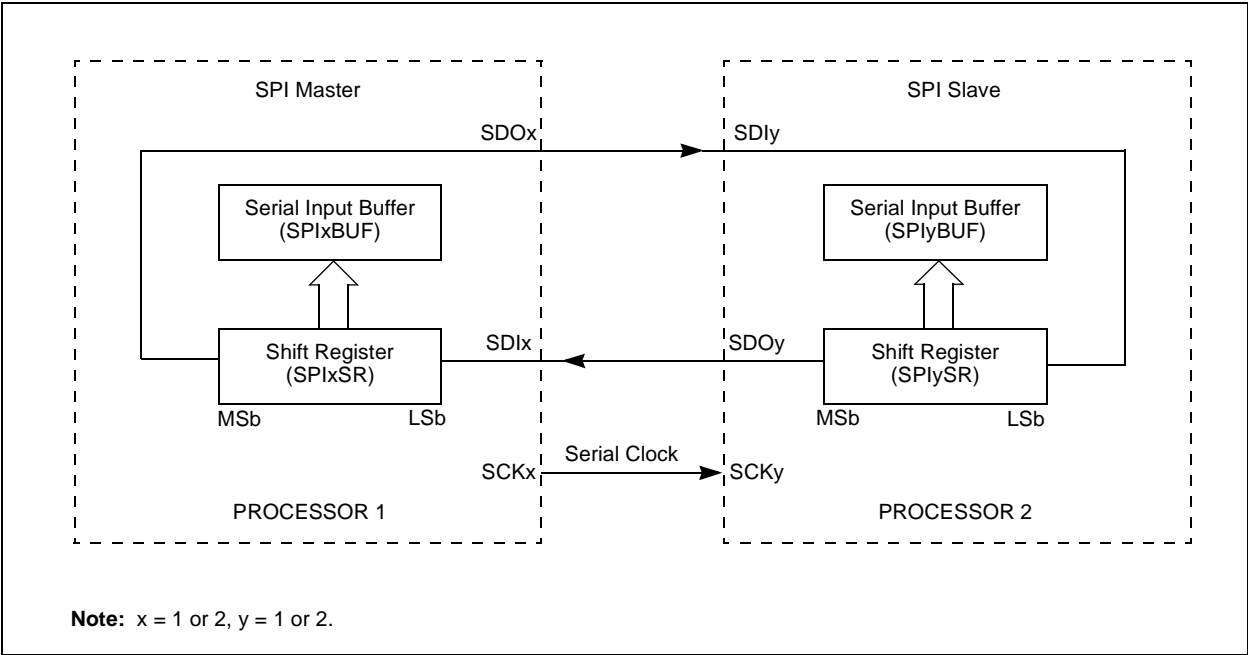 SPI Master
SPI Slave
SDOx
SDIy
Serial Input Buffer
(SPIxBUF)
Serial Input Buffer
(SPIyBUF)
SDIx
SDOy
Shift Register
(SPIxSR)
Shift Register
(SPIySR)
MSb
LSb
MSb
LSb
Serial Clock
SCKx
SCKy
PROCESSOR 1
PROCESSOR 2
Note: x = 1 or 2, y = 1 or 2.